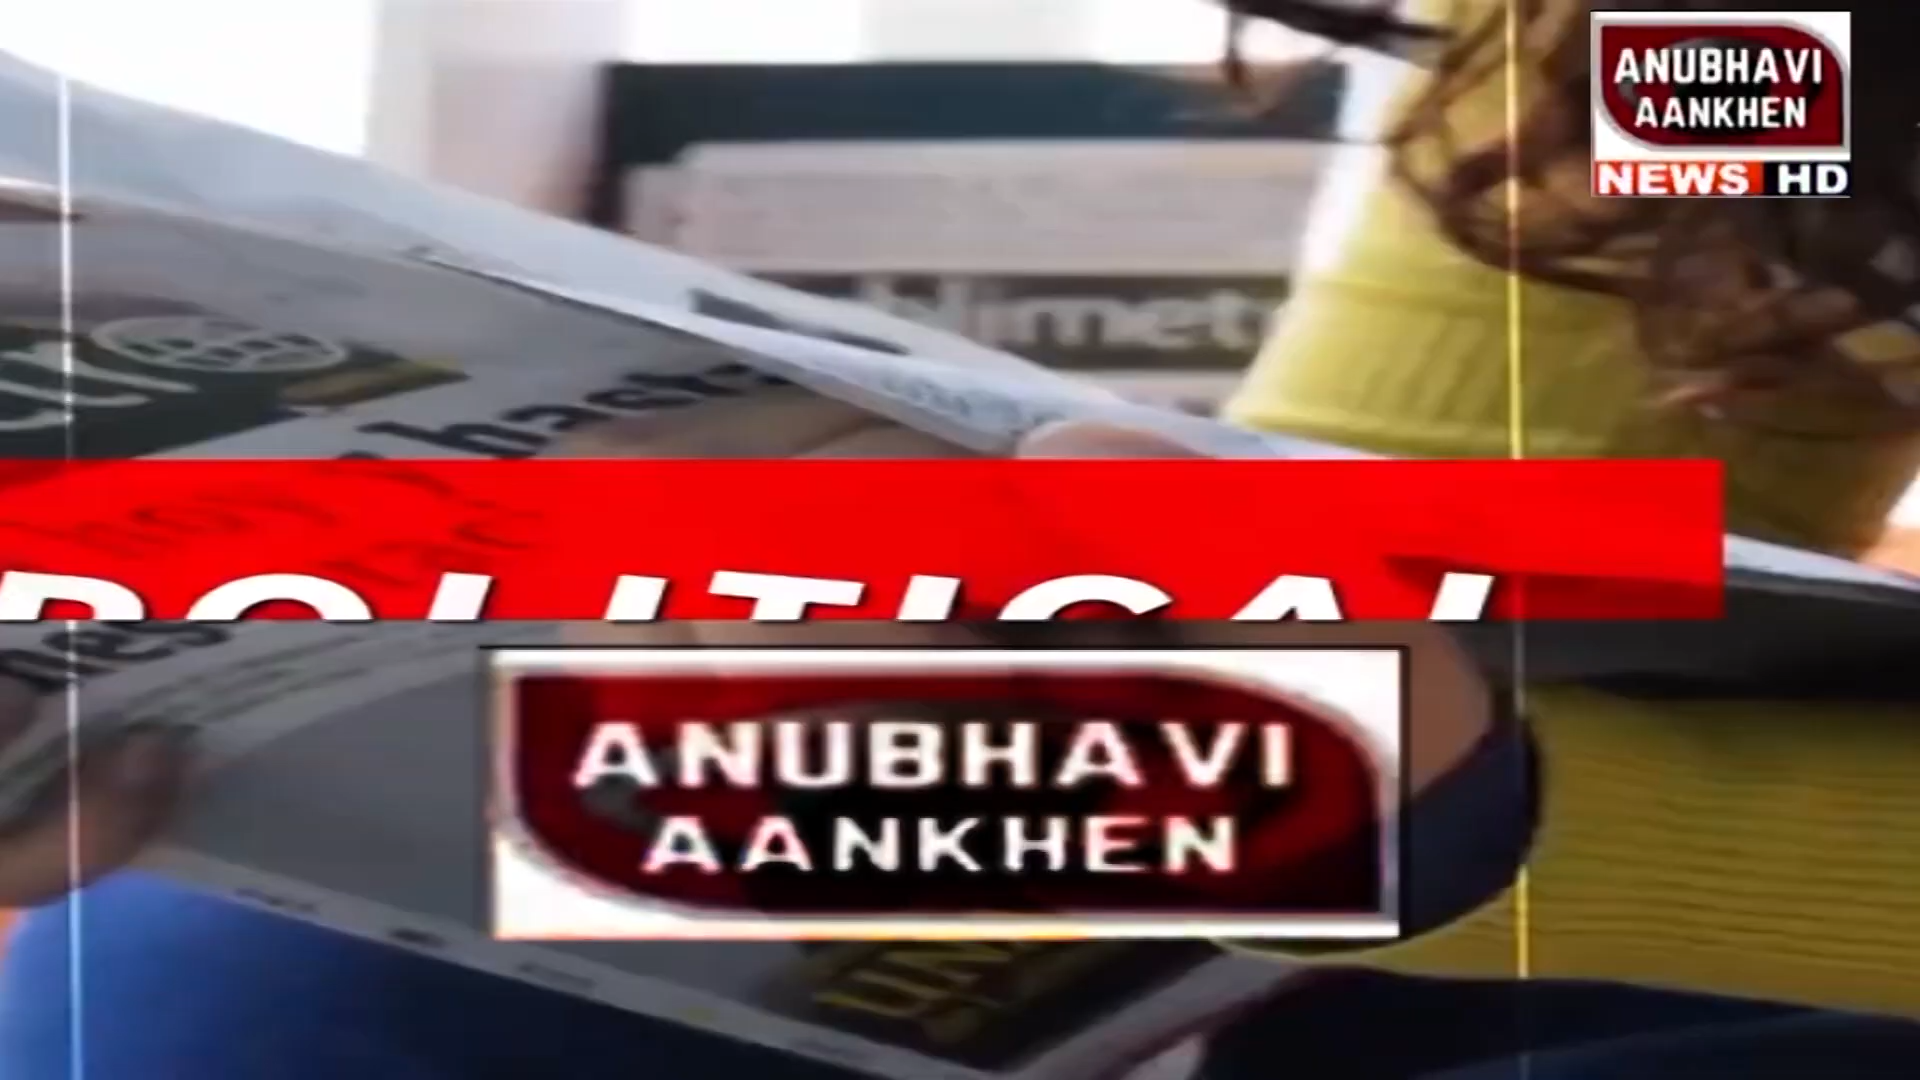 ANUBHAVI
AANKHEN
NEWS HD
POLITICAL
ANUBHAVI
AANKHEN